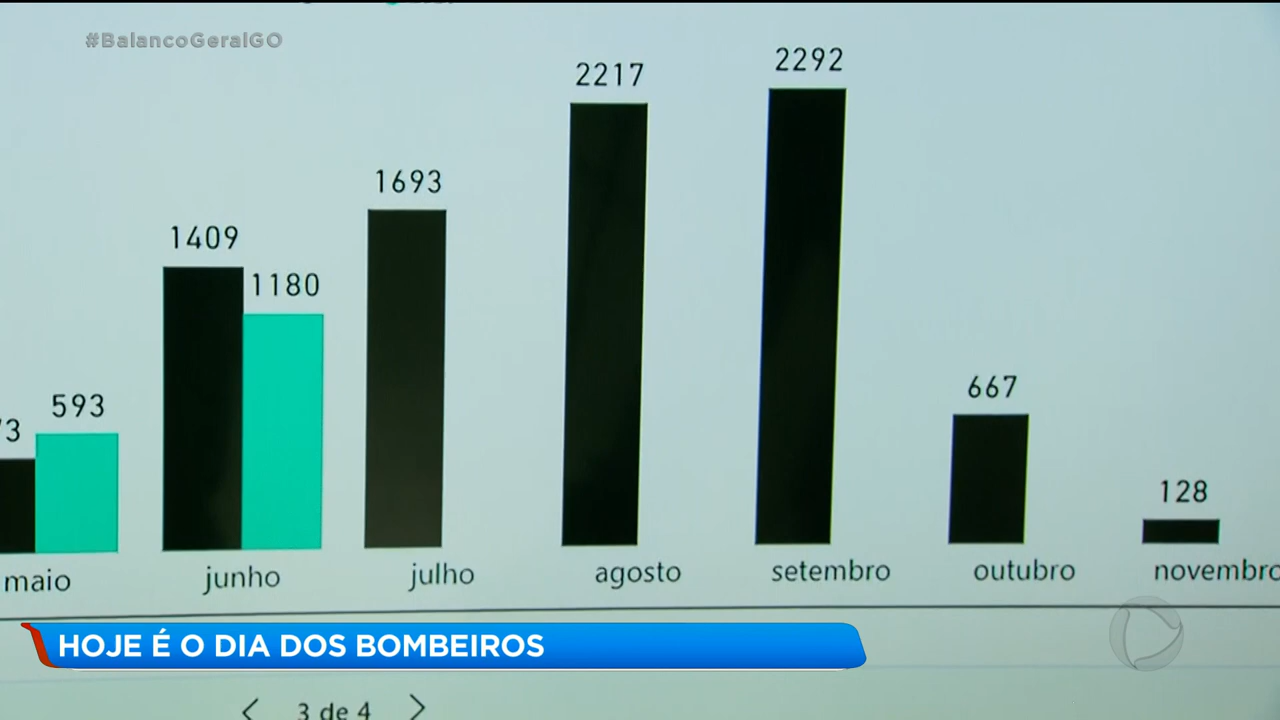 #BalancoGeralGO
2217
2292
1693
1409
1180
667
593
128
maio
junho
julho
agosto
setembro
outubro
HOJE É O DIA DOS BOMBEIROS
3 de 4